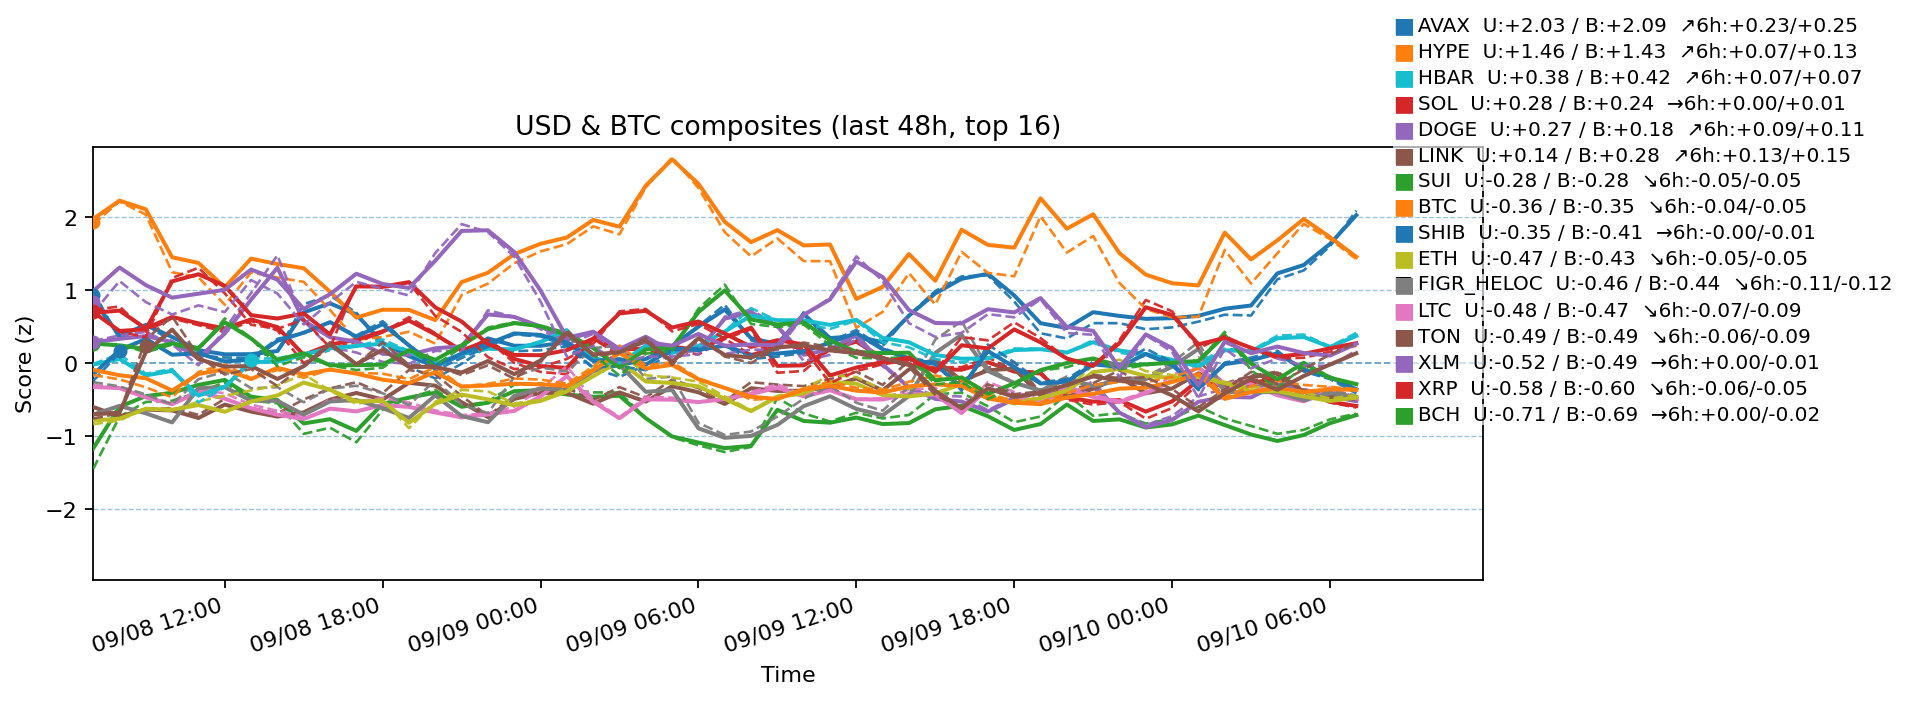 AVAX  U:+2.03 / B:+2.09  ↗6h:+0.23/+0.25
HYPE  U:+1.46 / B:+1.43  ↗6h:+0.07/+0.13
HBAR  U:+0.38 / B:+0.42  ↗6h:+0.07/+0.07
SOL  U:+0.28 / B:+0.24  →6h:+0.00/+0.01
DOGE  U:+0.27 / B:+0.18  ↗6h:+0.09/+0.11
LINK  U:+0.14 / B:+0.28  ↗6h:+0.13/+0.15
SUI  U:-0.28 / B:-0.28  ↘6h:-0.05/-0.05
BTC  U:-0.36 / B:-0.35  ↘6h:-0.04/-0.05
SHIB  U:-0.35 / B:-0.41  →6h:-0.00/-0.01
ETH  U:-0.47 / B:-0.43  ↘6h:-0.05/-0.05
FIGR_HELOC  U:-0.46 / B:-0.44  ↘6h:-0.11/-0.12
LTC  U:-0.48 / B:-0.47  ↘6h:-0.07/-0.09
TON  U:-0.49 / B:-0.49  ↘6h:-0.06/-0.09
XLM  U:-0.52 / B:-0.49  →6h:+0.00/-0.01
XRP  U:-0.58 / B:-0.60  ↘6h:-0.06/-0.05
BCH  U:-0.71 / B:-0.69  →6h:+0.00/-0.02
USD & BTC composites (last 48h, top 16)
Score (z)
2
1
0
−1
−2
09/08 12:00
09/08 18:00
09/09 00:00
09/09 06:00
09/09 12:00
09/09 18:00
09/10 00:00
09/10 06:00
Time